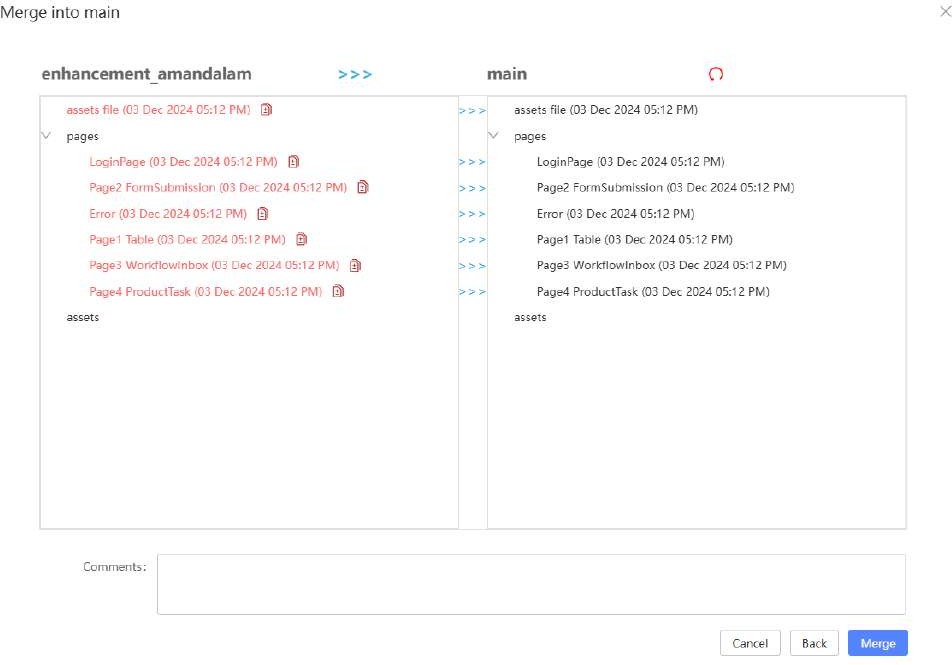 Merge into main
enhancement_amandalam >>> main
assets file (03 Dec 2024 05:12 PM) >>> assets file (03 Dec 2024 05:12 PM)
pages pages
LoginPage (03 Dec 2024 05:12 PM) >>> LoginPage (03 Dec 2024 05:12 PM)
Page2 FormSubmission (03 Dec 2024 05:12 PM) >>> Page2 FormSubmission (03 Dec 2024 05:12 PM)
Error (03 Dec 2024 05:12 PM) >>> Error (03 Dec 2024 05:12 PM)
Page1 Table (03 Dec 2024 05:12 PM) >>> Page1 Table (03 Dec 2024 05:12 PM)
Page3 WorkflowInbox (03 Dec 2024 05:12 PM) >>> Page3 WorkflowInbox (03 Dec 2024 05:12 PM)
Page4 ProductTask (03 Dec 2024 05:12 PM) >>> Page4 ProductTask (03 Dec 2024 05:12 PM)
assets assets
Comments:
Cancel Back Merge